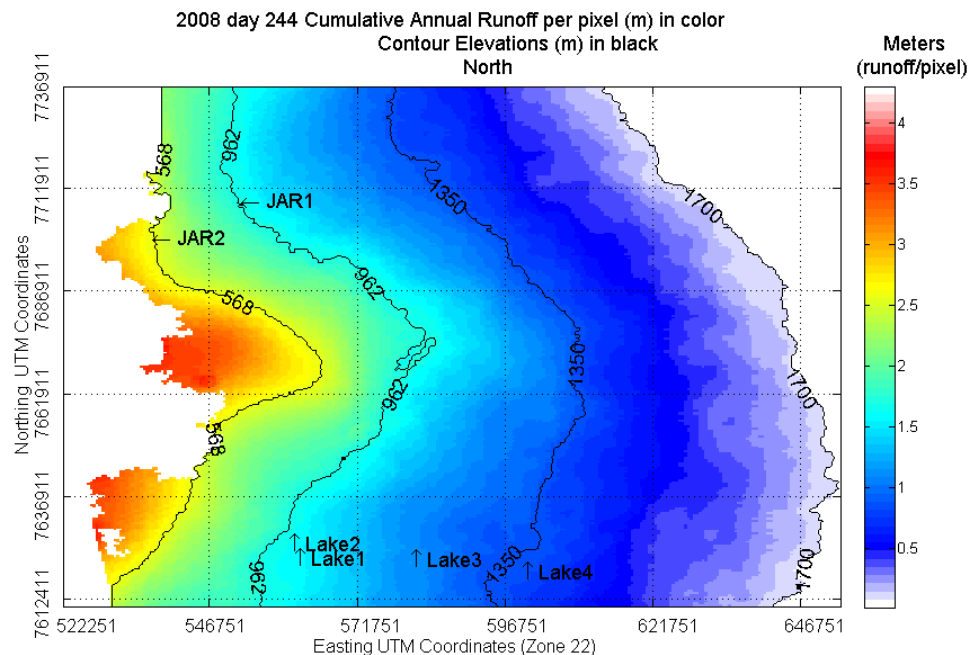 2008 day 244 Cumulative Annual Runoff per pixel (m) in color
Contour Elevations (m) in black
North
Meters
(runoff/pixel)
7736911
7711911
7686911
7661911
7636911
7612411
Northing UTM Coordinates
568
962
1350
1700
JAR1
JAR2
568
962
1350
1700
962
568
1700
Lake2
Lake1
Lake3
Lake4
962
1350
4
3.5
3
2.5
2
1.5
1
0.5
522251
546751
571751
596751
621751
646751
Easting UTM Coordinates (Zone 22)